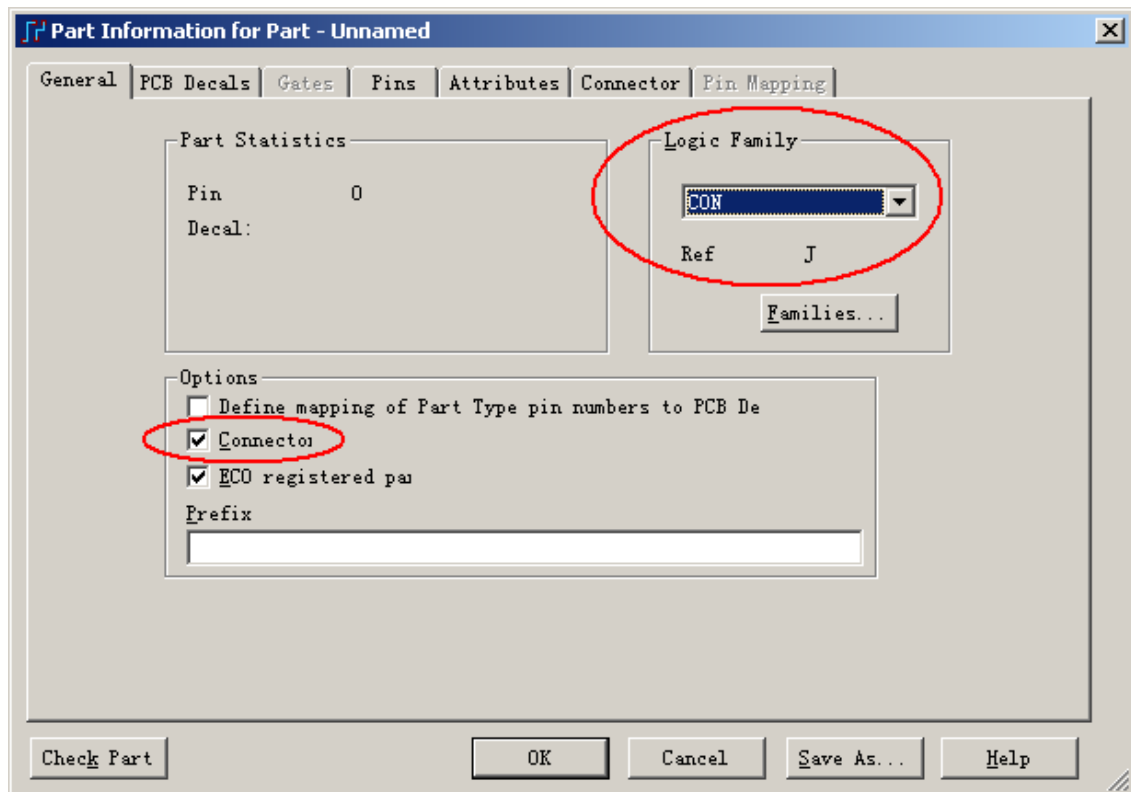 Part Information for Part - Unnamed
General PCB Decals Gates Pins Attributes Connector Pin Mapping
Part Statistics
Pin 0
Decal:
Logic Family
CON
Ref J
Families...
Options
Define mapping of Part Type pin numbers to PCB De
Connector
ECO registered par
Prefix
Check Part OK Cancel Save As... Help